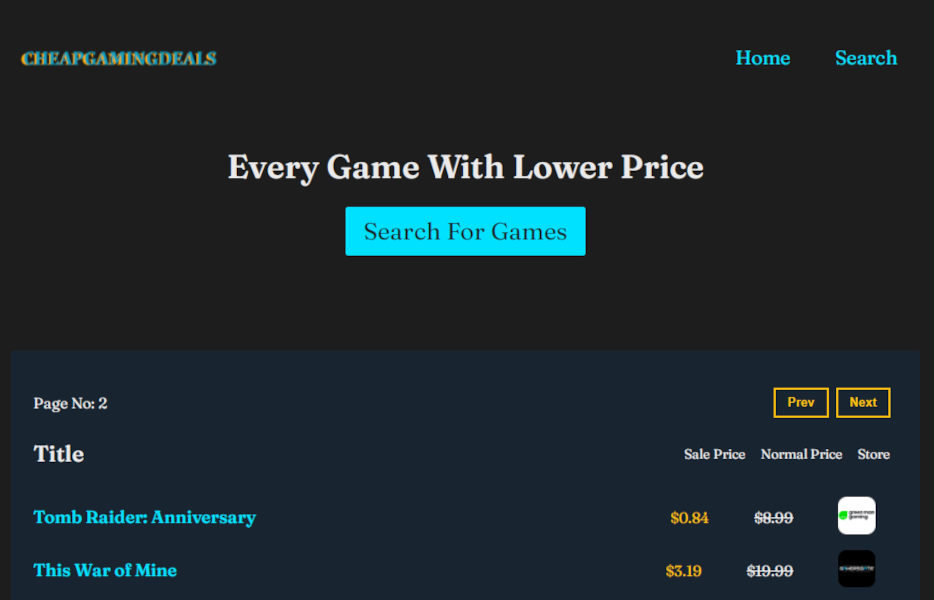 CHEAPGAMINGDEALS
Home Search
Every Game With Lower Price
Search For Games
Page No: 2
Prev Next
Title Sale Price Normal Price Store
Tomb Raider: Anniversary $0.84 $8.99 green man
gaming
This War of Mine $3.19 $19.99